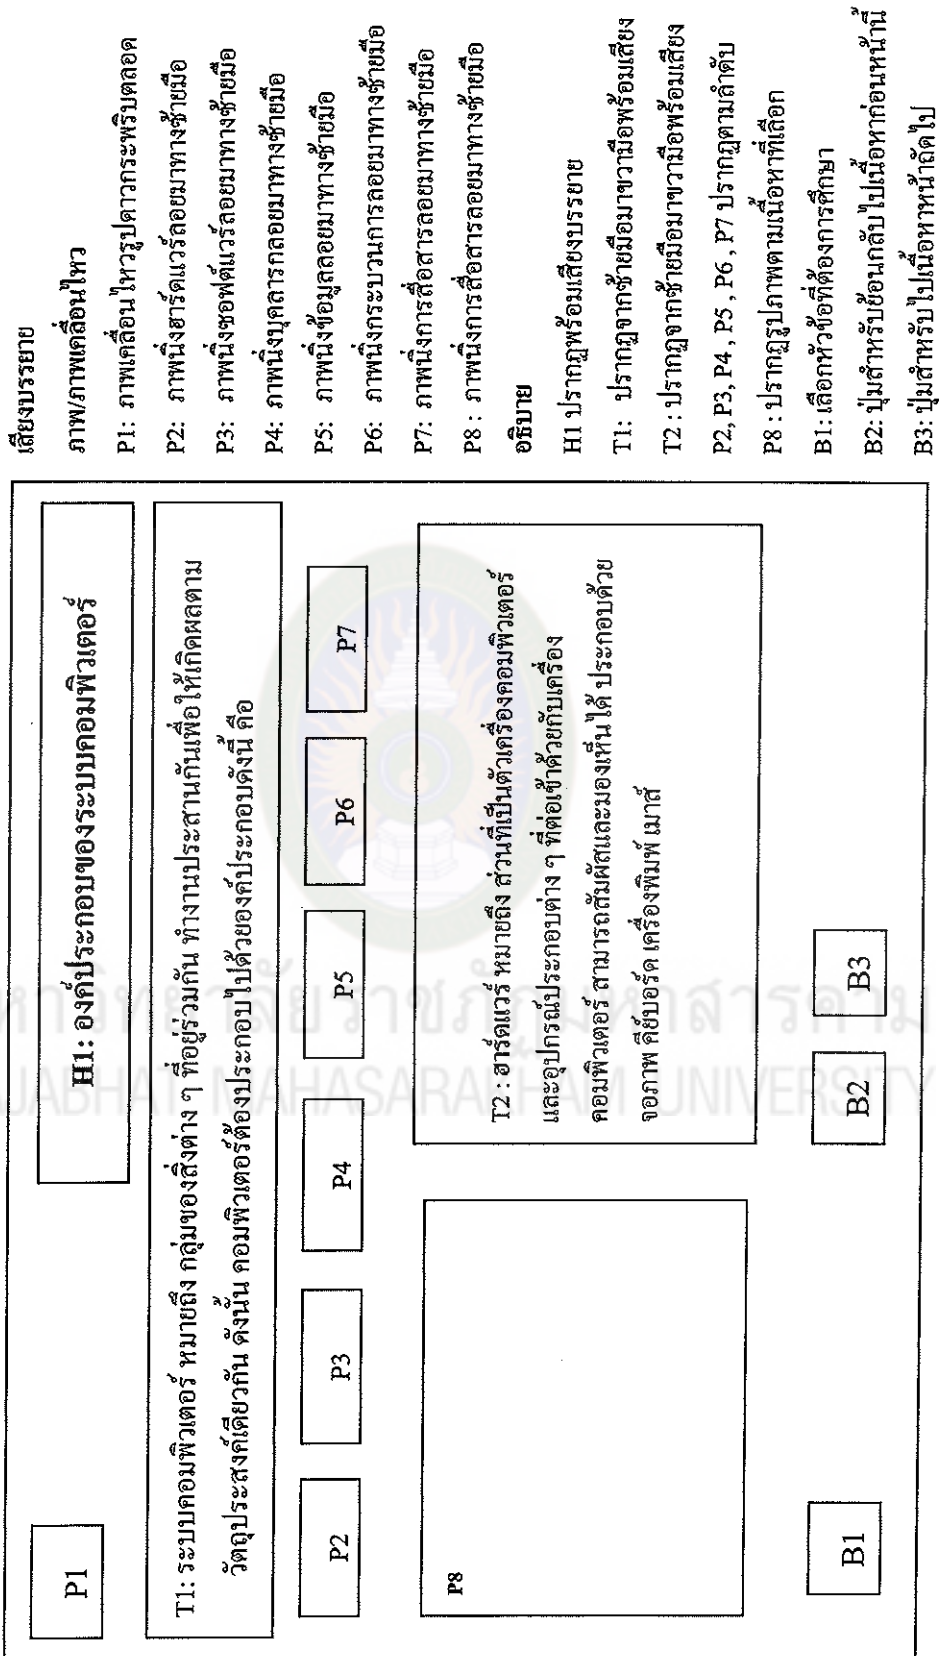 P1
H1: องค์ประกอบของระบบคอมพิวเตอร์
T1: ระบบคอมพิวเตอร์ หมายถึง กลุ่มของสิ่งต่าง ๆ ที่อยู่ร่วมกัน ทำงานประสานกันเพื่อให้เกิดผลตาม
วัตถุประสงค์เดียวกัน ดังนั้น คอมพิวเตอร์ต้องประกอบไปด้วยองค์ประกอบดังนี้ คือ
P2
P3
P4
P5
P6
P7
P8
T2 : ฮาร์ดแวร์ หมายถึง ส่วนที่เป็นตัวเครื่องคอมพิวเตอร์
และอุปกรณ์ประกอบต่าง ๆ ที่ต่อเข้าด้วยกับเครื่อง
คอมพิวเตอร์ สามารถสัมผัสและมองเห็นได้ ประกอบด้วย
จอภาพ คีย์บอร์ด เครื่องพิมพ์ เมาส์
B1
B2
B3
เสียงบรรยาย
ภาพ/ภาพเคลื่อนไหว
P1: ภาพเคลื่อนไหวรูปดาวกระพริบตลอด
P2: ภาพนิ่งฮาร์ดแวร์ลอยมาทางซ้ายมือ
P3: ภาพนิ่งซอฟต์แวร์ลอยมาทางซ้ายมือ
P4: ภาพนิ่งบุคลารกลอยมาทางซ้ายมือ
P5: ภาพนิ่งข้อมูลลอยมาทางซ้ายมือ
P6: ภาพนิ่งกระบวนการลอยมาทางซ้ายมือ
P7: ภาพนิ่งการสื่อสารลอยมาทางซ้ายมือ
P8 : ภาพนิ่งการสื่อสารลอยมาทางซ้ายมือ
อธิบาย
H1 ปรากฏพร้อมเสียงบรรยาย
T1: ปรากฏจากซ้ายมือมาขวามือพร้อมเสียง
T2 : ปรากฏจากซ้ายมือมาขวามือพร้อมเสียง
P2, P3, P4 , P5 , P6 , P7 ปรากฏตามลำดับ
P8 : ปรากฏรูปภาพตามเนื้อหาที่เลือก
B1: เลือกหัวข้อที่ต้องการศึกษา
B2: ปุ่มสำหรับย้อนกลับไปเนื้อหาก่อนหน้านี้
B3: ปุ่มสำหรับไปเนื้อหาหน้าถัดไป